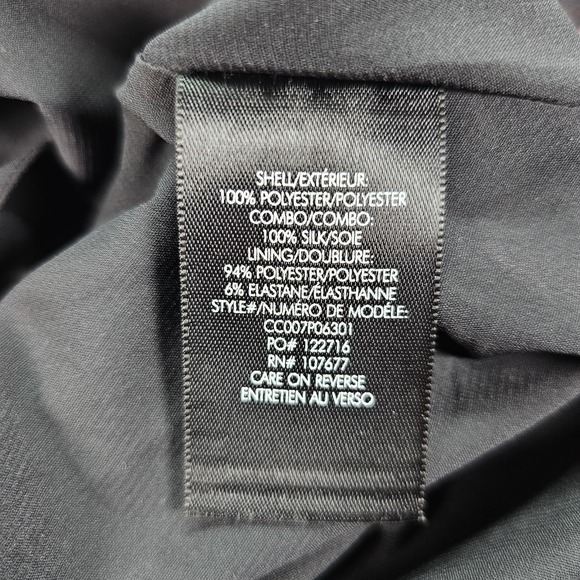 SHELL/EXTÉRIEUR:
100% POLYESTER/POLYESTER
COMBO/COMBO:
100% SILK/SOIE
LINING/DOUBLURE:
94% POLYESTER/POLYESTER
6% ELASTANE/ÉLASTHANNE
STYLE#/NUMÉRO DE MODÈLE:
CC007P06301
PO# 122716
RN# 107677
CARE ON REVERSE
ENTRETIEN AU VERSO